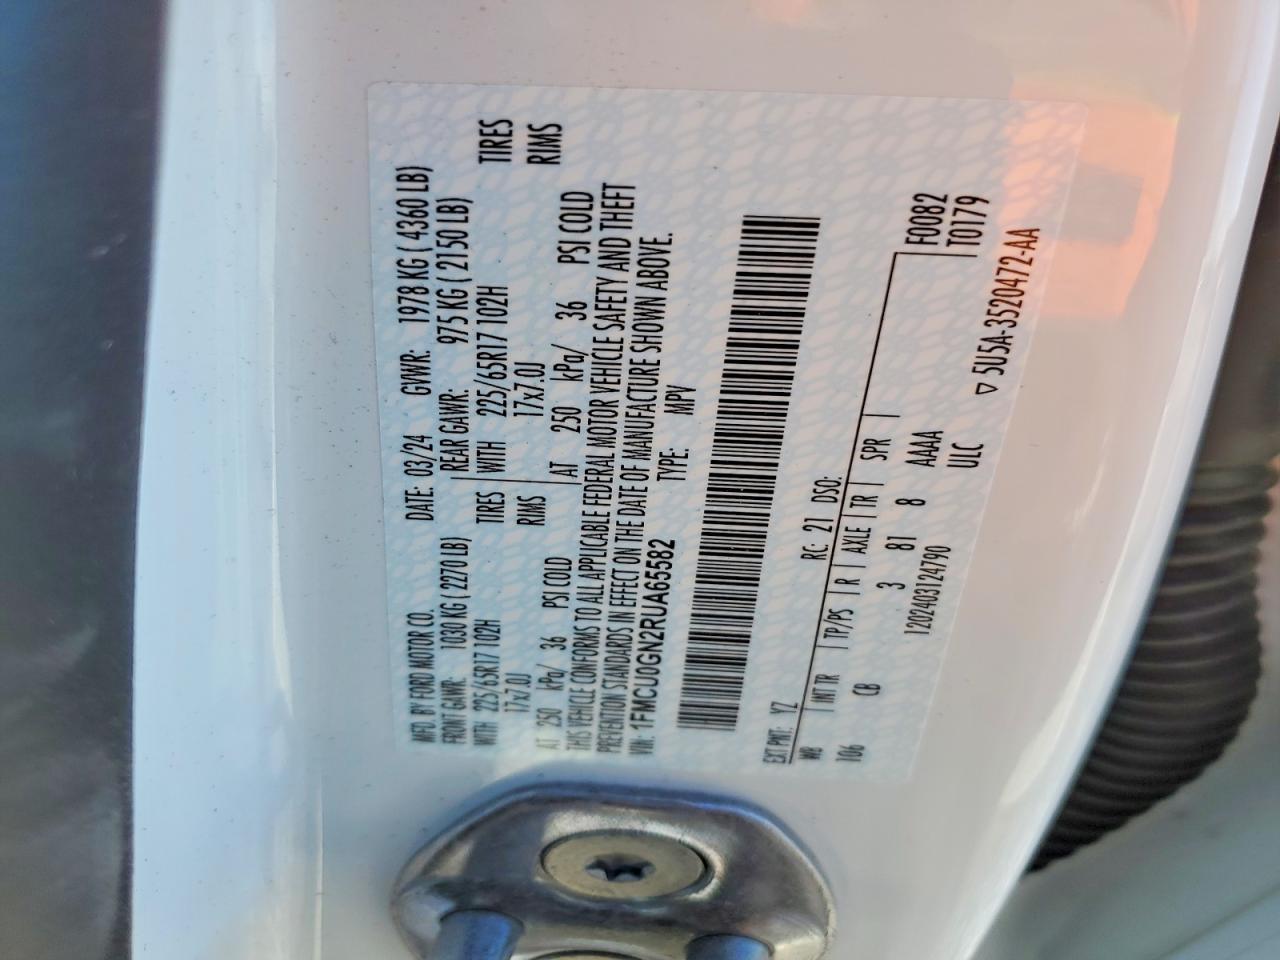 MFD. BY FORD MOTOR CO.
DATE: 03/24 GVWR: 1978 KG ( 4360 LB)
FRONT GAWR: 1030 KG ( 2270 LB) REAR GAWR: 975 KG ( 2150 LB)
WITH 225/65R17 102H TIRES WITH 225/65R17 102H TIRES
17x7.0J RIMS 17x7.0J RIMS
AT 250 kPa/ 36 PSI COLD AT 250 kPa/ 36 PSI COLD
THIS VEHICLE CONFORMS TO ALL APPLICABLE FEDERAL MOTOR VEHICLE SAFETY AND THEFT
PREVENTION STANDARDS IN EFFECT ON THE DATE OF MANUFACTURE SHOWN ABOVE.
VIN: 1FMCU0GN2RUA65582 TYPE: MPV
EXT PNT: YZ RC: 21 DSO: F0082
WB INT TR TP/PS R AXLE TR SPR T0179
106 CB 3 81 8 AAAA
1202403124790 ULC
▽ 5U5A-3520472-AA